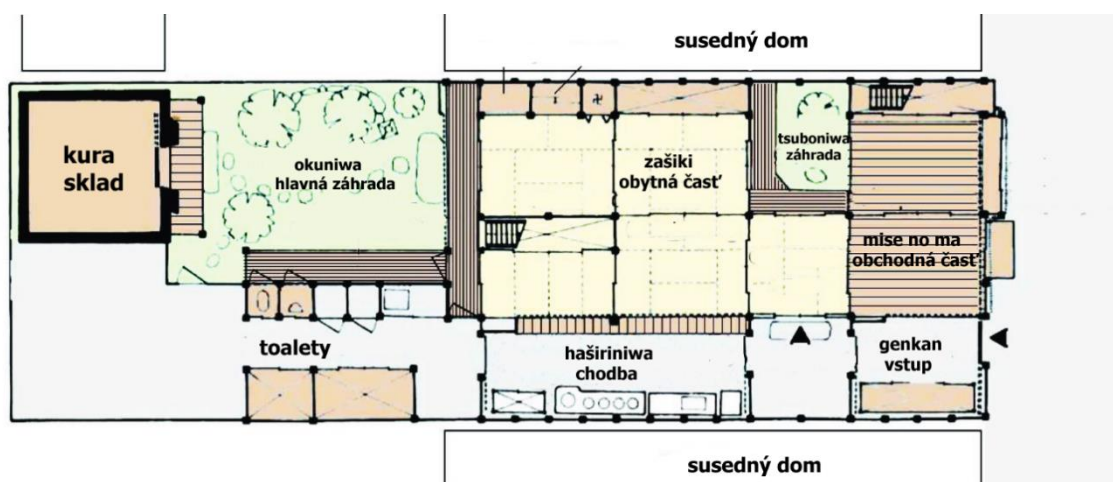 susedný dom
kura
sklad
okuniwa
hlavná záhrada
zašiki
obytná časť
tsuboniwa
záhrada
mise no ma
obchodná časť
toalety
haširiniwa
chodba
genkan
vstup
susedný dom